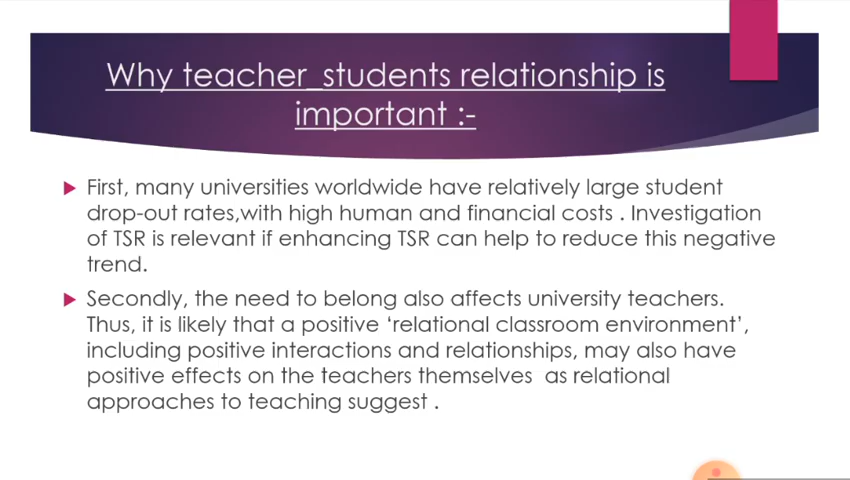 Why teacher_students relationship is
important :-
First, many universities worldwide have relatively large student
drop-out rates,with high human and financial costs . Investigation
of TSR is relevant if enhancing TSR can help to reduce this negative
trend.
Secondly, the need to belong also affects university teachers.
Thus, it is likely that a positive ‘relational classroom environment’,
including positive interactions and relationships, may also have
positive effects on the teachers themselves  as relational
approaches to teaching suggest .